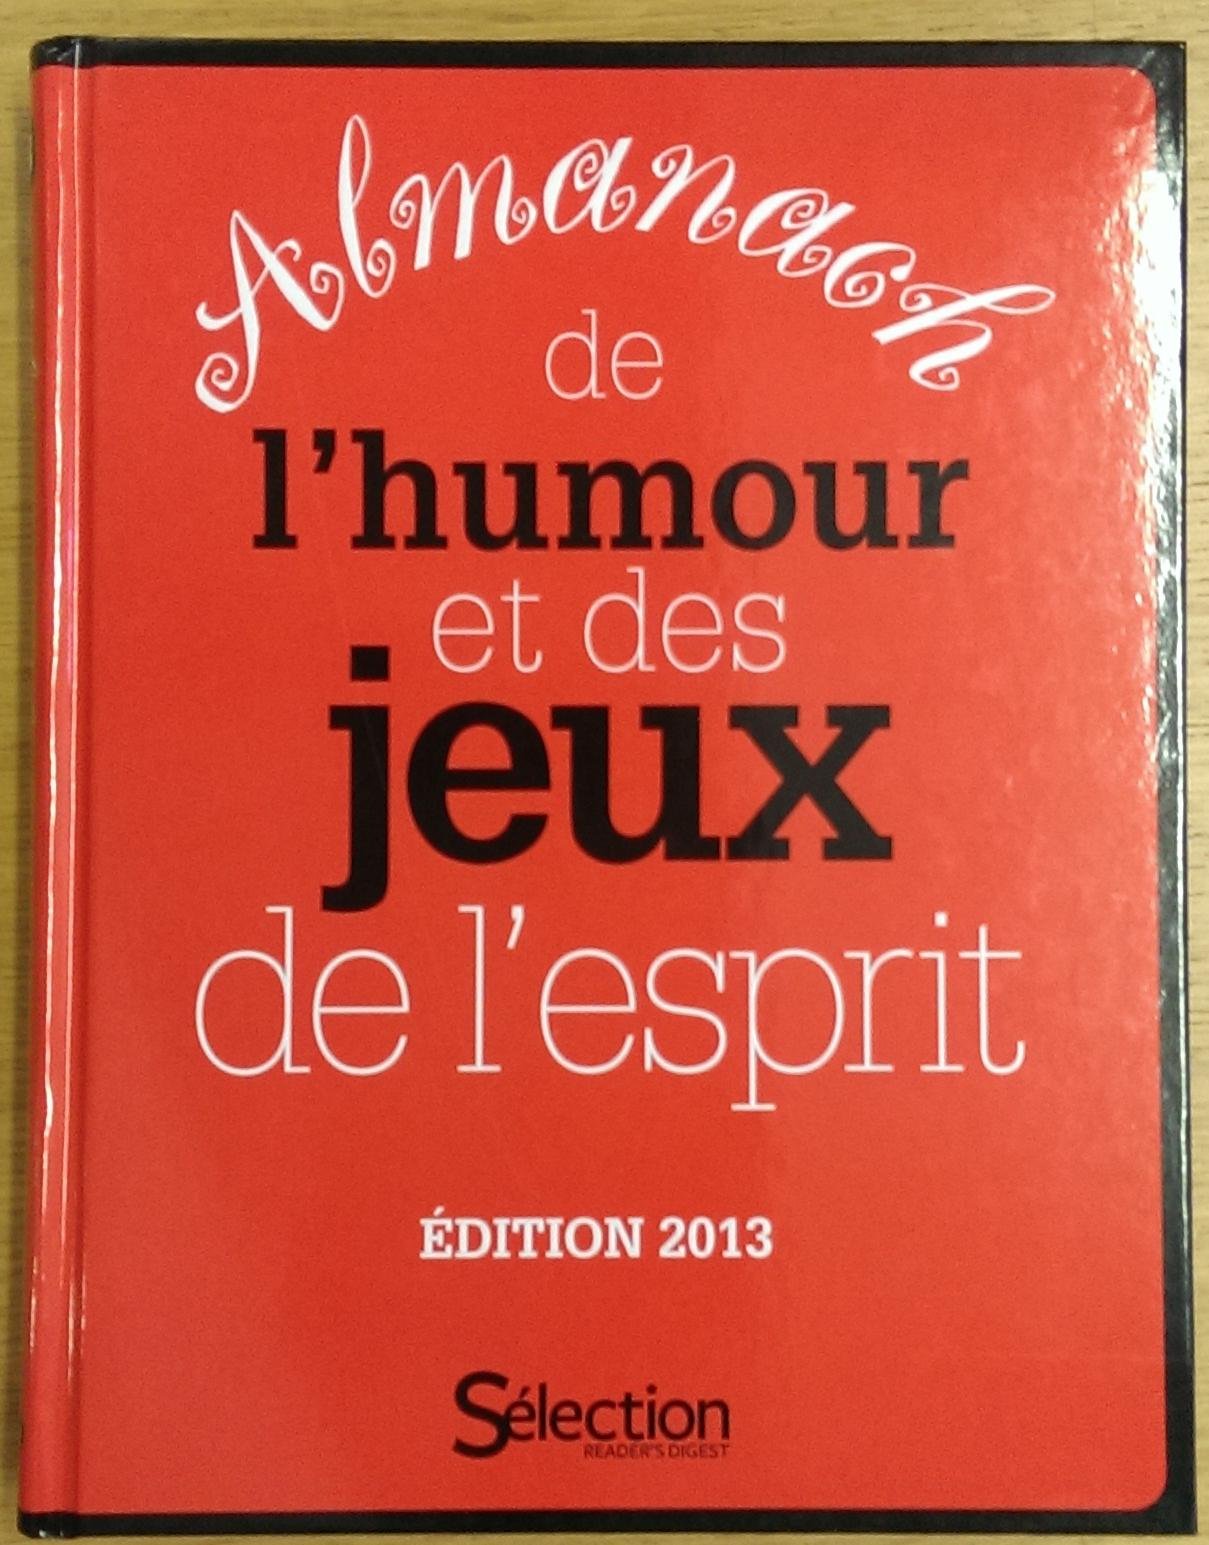 Almanach
de
l'humour
et des
jeux
de l'esprit
ÉDITION 2013
Sélection
READER'S DIGEST